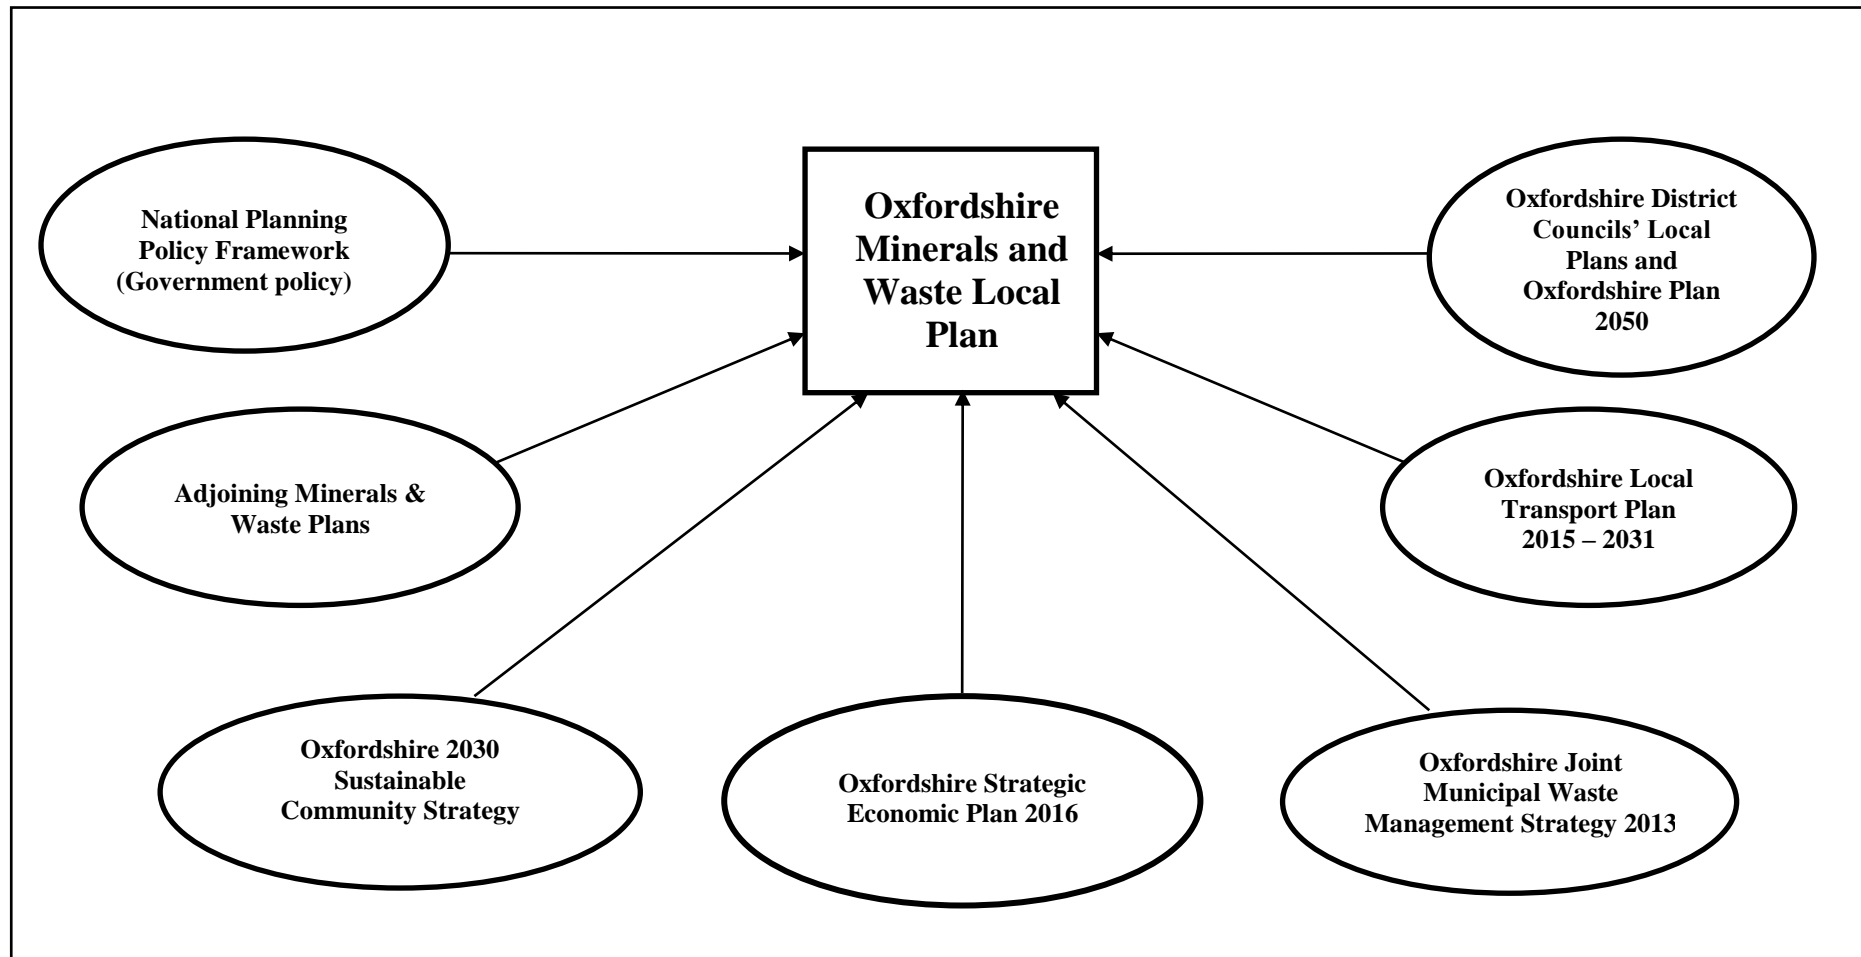 National Planning
Policy Framework
(Government policy)
Oxfordshire
Minerals and
Waste Local
Plan
Oxfordshire District
Councils’ Local
Plans and
Oxfordshire Plan
2050
Adjoining Minerals &
Waste Plans
Oxfordshire Local
Transport Plan
2015 – 2031
Oxfordshire 2030
Sustainable
Community Strategy
Oxfordshire Strategic
Economic Plan 2016
Oxfordshire Joint
Municipal Waste
Management Strategy 2013